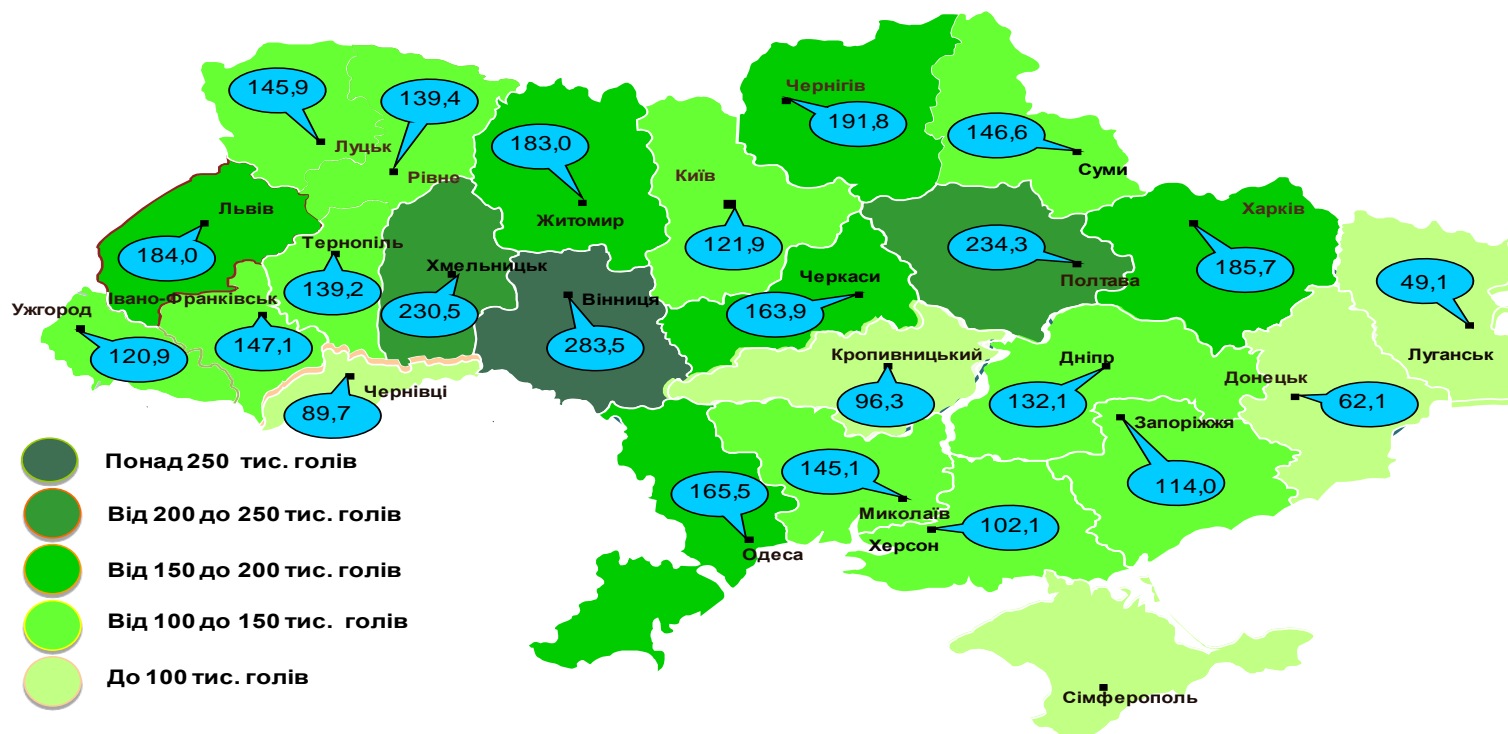 145,9
Луцьк
139,4
Рівне
183,0
Житомир
Київ
121,9
Чернігів
191,8
146,6
Суми
Львів
184,0
Тернопіль
139,2
Хмельницьк
230,5
Вінниця
283,5
Черкаси
163,9
234,3
Полтава
Харків
185,7
49,1
Луганськ
Ужгород
120,9
Івано-Франківськ
147,1
Чернівці
89,7
Кропивницький
96,3
Дніпр
132,1
Запоріжжя
114,0
Донецьк
62,1
165,5
Одеса
145,1
Миколаїв
Херсон
102,1
Сімферополь
Понад 250 тис. голів
Від 200 до 250 тис. голів
Від 150 до 200 тис. голів
Від 100 до 150 тис. голів
До 100 тис. голів